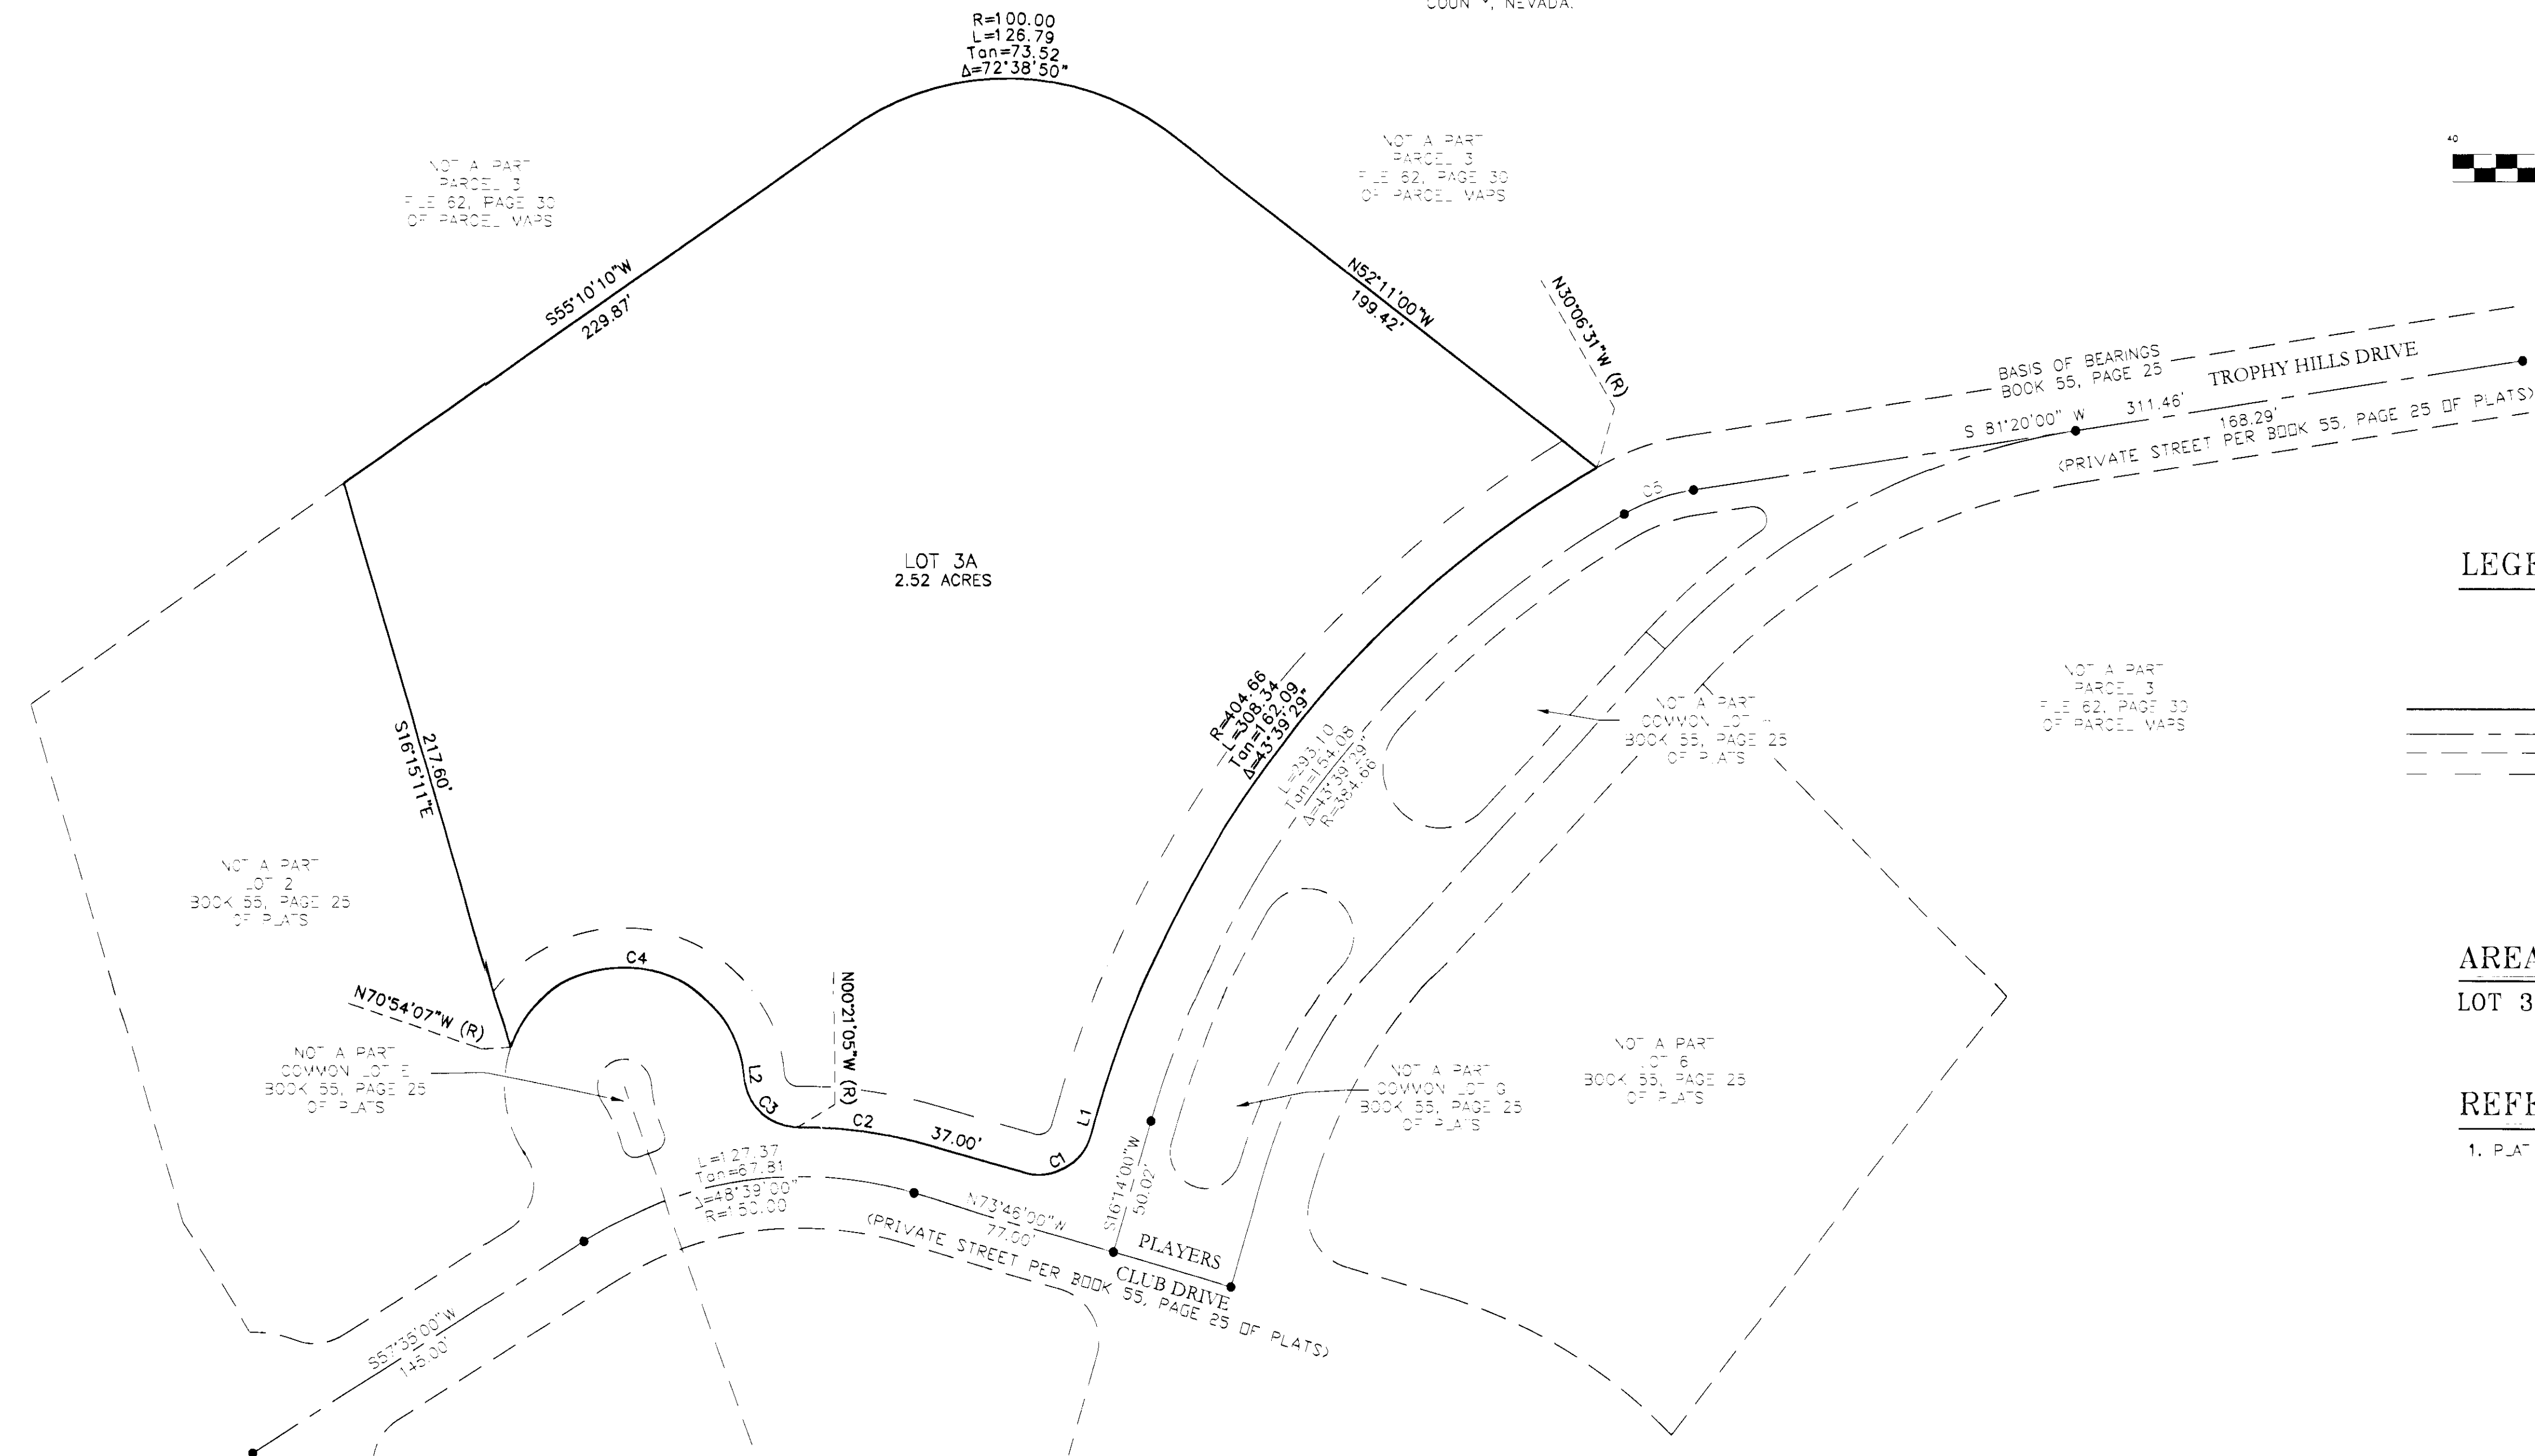 NEVADA.
R=100.00
L=126.79
Tan=73.52
Δ=72°38'50"
NOT A PART
PARCEL 3
FILE 62, PAGE 30
OF PARCEL MAPS
NOT A PART
PARCEL 3
FILE 62, PAGE 30
OF PARCEL MAPS
40
S55°10'10"W
229.87'
N52°11'00"W
199.42'
N30°06'31"W (R)
BASIS OF BEARINGS
BOOK 55, PAGE 25
TROPHY HILLS DRIVE
S 81°20'00" W 311.46'
168.29'
(PRIVATE STREET PER BOOK 55, PAGE 25 OF PLATS)
C5
LOT 3A
2.52 ACRES
217.60'
S16°15'11"E
R=404.66
L=308.34
Tan=162.09
Δ=43°39'29"
L=293.10
Tan=154.08
Δ=43°39'29"
R=384.66
NOT A PART
COMMON LOT
BOOK 55, PAGE 25
OF PLATS
NOT A PART
PARCEL 3
FILE 62, PAGE 30
OF PARCEL MAPS
NOT A PART
LOT 2
BOOK 55, PAGE 25
OF PLATS
N70°54'07"W (R)
C4
N00°21'05"W (R)
L2
C3
C2
37.00'
C1
L1
NOT A PART
COMMON LOT E
BOOK 55, PAGE 25
OF PLATS
NOT A PART
COMMON LOT G
BOOK 55, PAGE 25
OF PLATS
NOT A PART
LOT 6
BOOK 55, PAGE 25
OF PLATS
AREA
LOT 3
1. PLAT
L=127.37
Tan=67.81
Δ=48°39'00"
R=150.00
N73°46'00"W
77.00'
S16°14'00"W
50.02'
PLAYERS
CLUB DRIVE
(PRIVATE STREET PER BOOK 55, PAGE 25 OF PLATS)
S57°35'00"W
145.00'